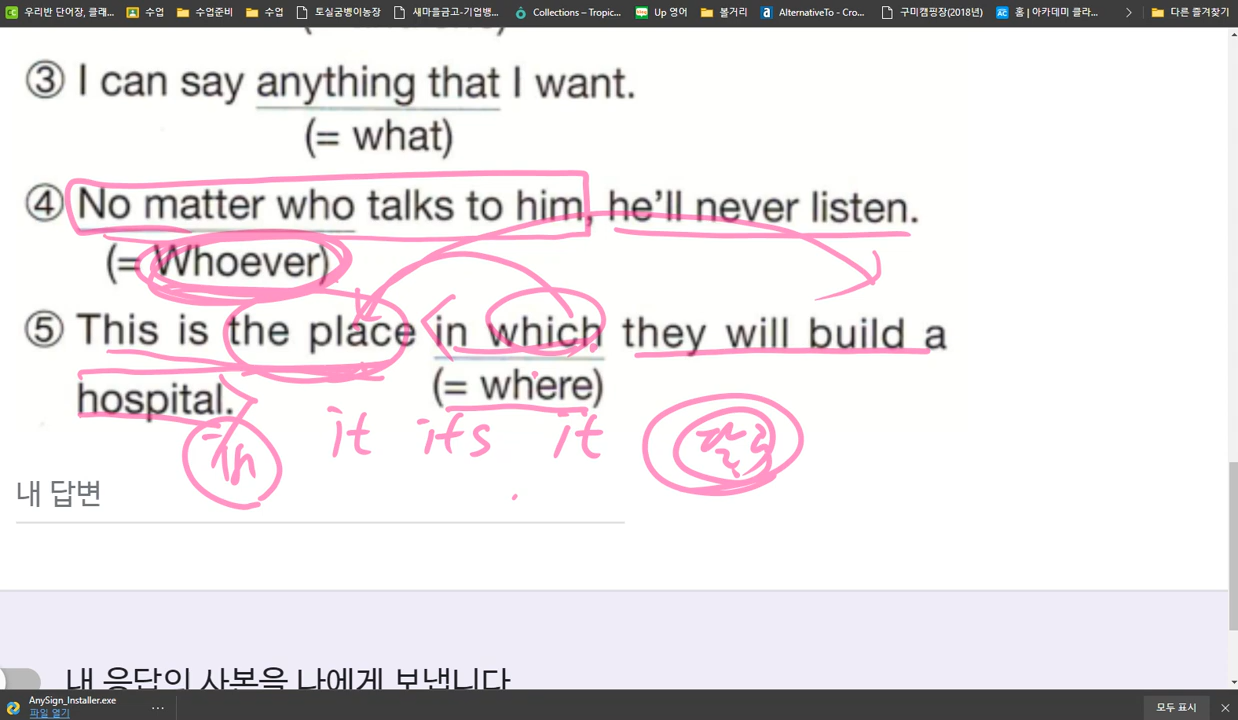 우리반 단어장, 클래... 수업 수업준비 수업 토실굼벵이농장 새마을금고-기업뱅... Collections – Tropic... Up 영어 볼거리 AlternativeTo - Cro... 구미캠핑장(2018년) 홈 | 아카데미 클라... 다른 즐겨찾기
③ I can say anything that I want.
(= what)
④ No matter who talks to him, he'll never listen.
(= Whoever)
⑤ This is the place in which they will build a
hospital. (= where)
in it its it
내 답변
내 응답의 사본을 나에게 보냅니다
AnySign_Installer.exe
파일 열기
모두 표시